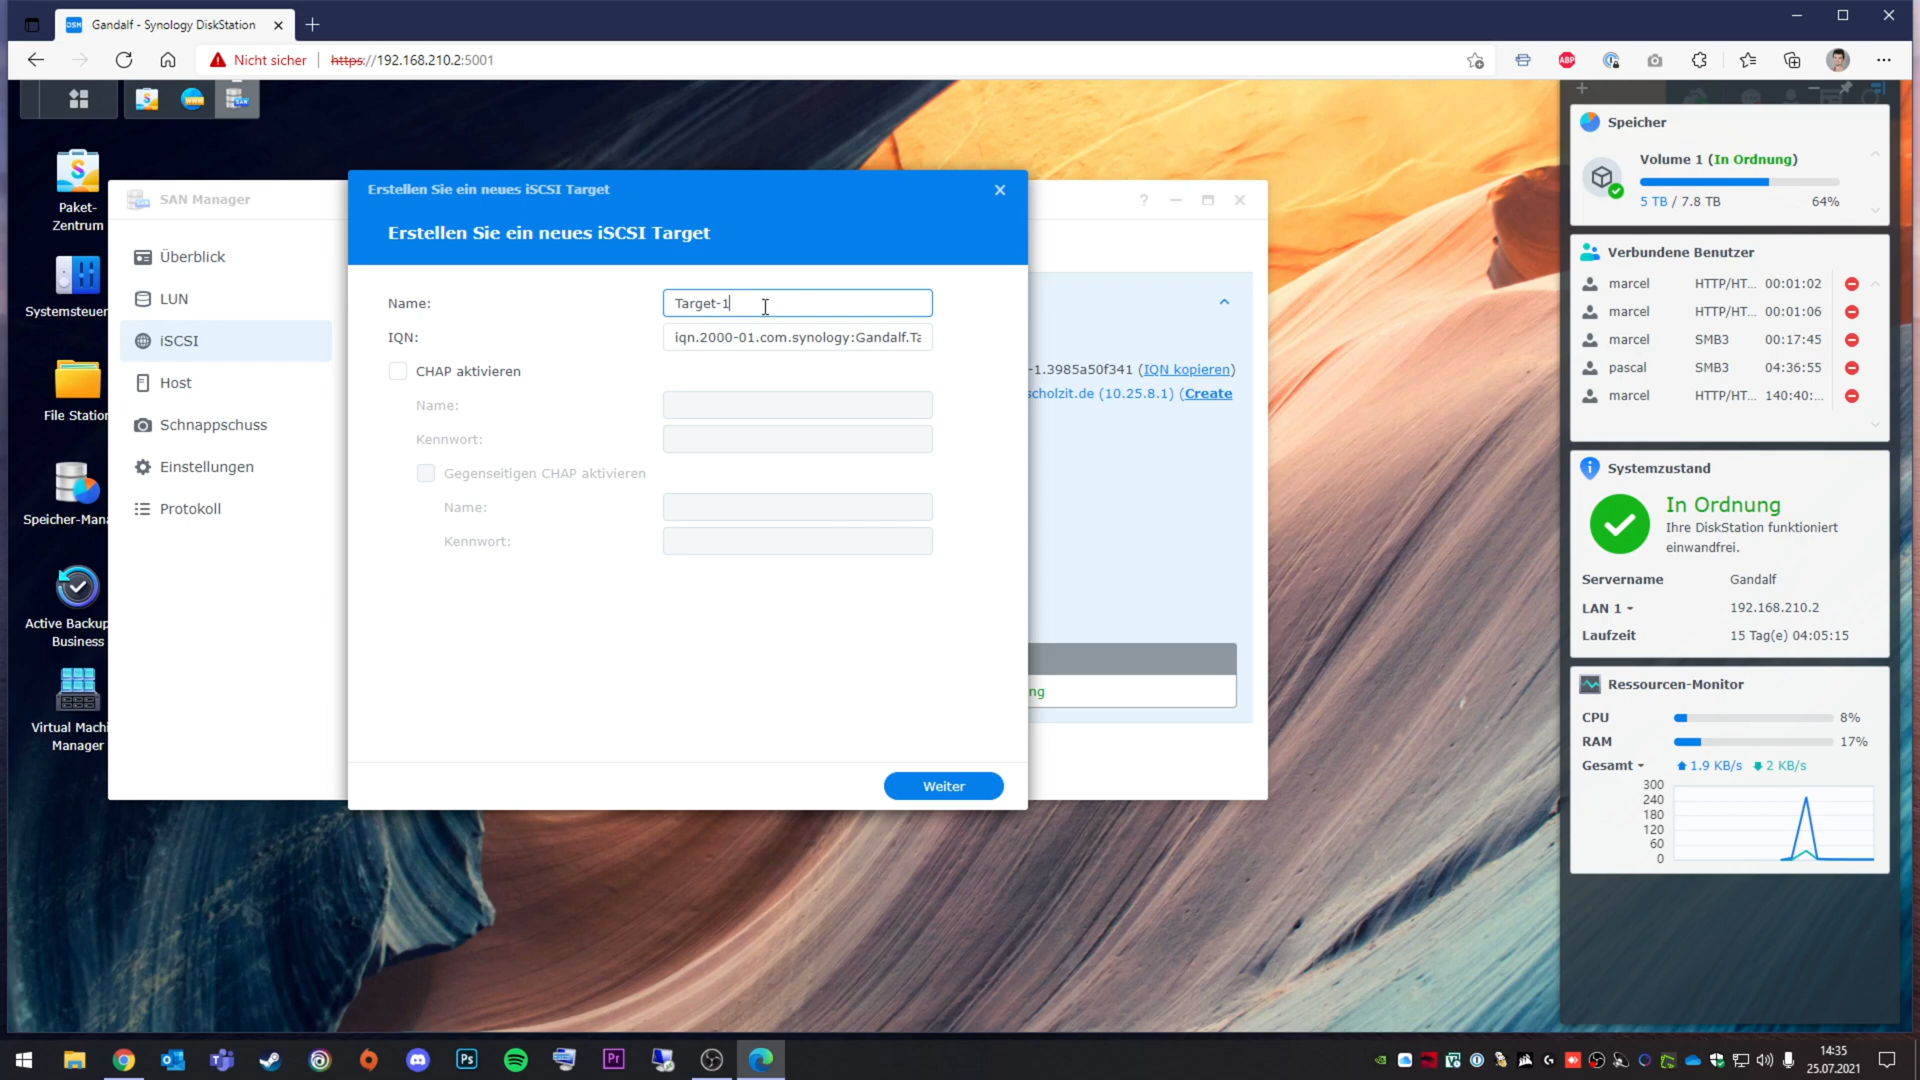 Gandalf - Synology DiskStation
Nicht sicher
https://192.168.210.2:5001
Paket-
Zentrum
Systemsteuer
File Station
Speicher-Mana
Active Backup
Business
Virtual Machi
Manager
SAN Manager
Überblick
LUN
iSCSI
Host
Schnappschuss
Einstellungen
Protokoll
Erstellen Sie ein neues iSCSI Target
Erstellen Sie ein neues iSCSI Target
Name:
Target-1
IQN:
iqn.2000-01.com.synology:Gandalf.Ta
CHAP aktivieren
Name:
Kennwort:
Gegenseitigen CHAP aktivieren
Name:
Kennwort:
Weiter
-1.3985a50f341 (IQN kopieren)
scholzit.de (10.25.8.1) (Create
ng
Speicher
Volume 1 (In Ordnung)
5 TB / 7.8 TB 64%
Verbundene Benutzer
marcel HTTP/HT... 00:01:02
marcel HTTP/HT... 00:01:06
marcel SMB3 00:17:45
pascal SMB3 04:36:55
marcel HTTP/HT... 140:40:...
Systemzustand
In Ordnung
Ihre DiskStation funktioniert
einwandfrei.
Servername Gandalf
LAN 1 192.168.210.2
Laufzeit 15 Tag(e) 04:05:15
Ressourcen-Monitor
CPU 8%
RAM 17%
Gesamt 1.9 KB/s 2 KB/s
300
240
180
120
60
0
14:35
25.07.2021